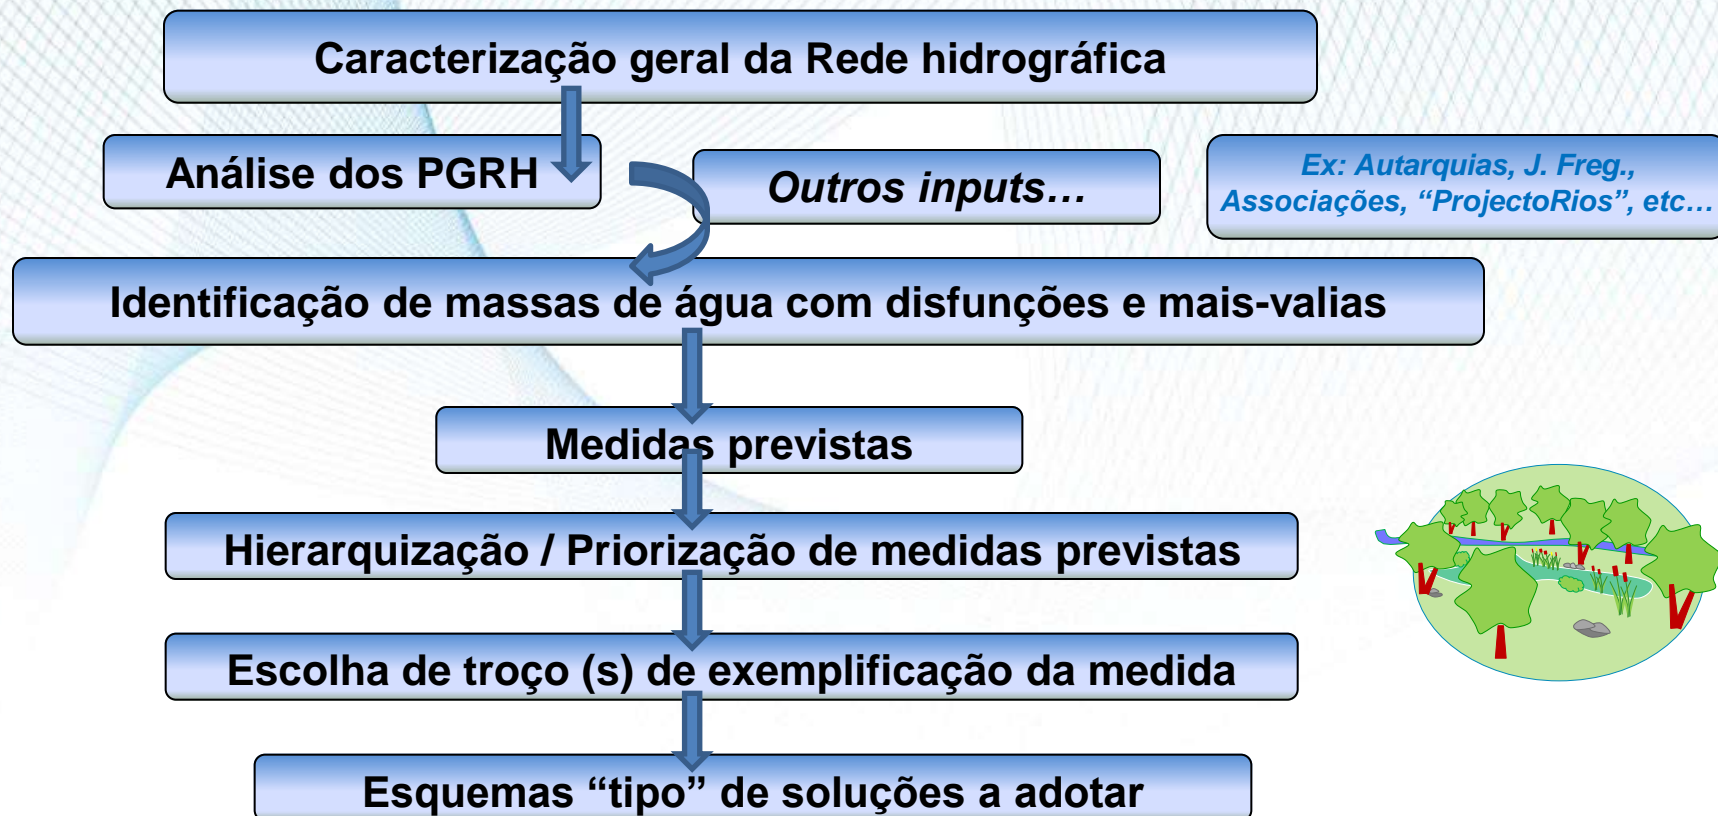 Caracterização geral da Rede hidrográfica
Análise dos PGRH
Outros inputs…
Ex: Autarquias, J. Freg.,
Associações, “ProjectoRios”, etc…
Identificação de massas de água com disfunções e mais-valias
Medidas previstas
Hierarquização / Priorização de medidas previstas
Escolha de troço (s) de exemplificação da medida
Esquemas “tipo” de soluções a adotar